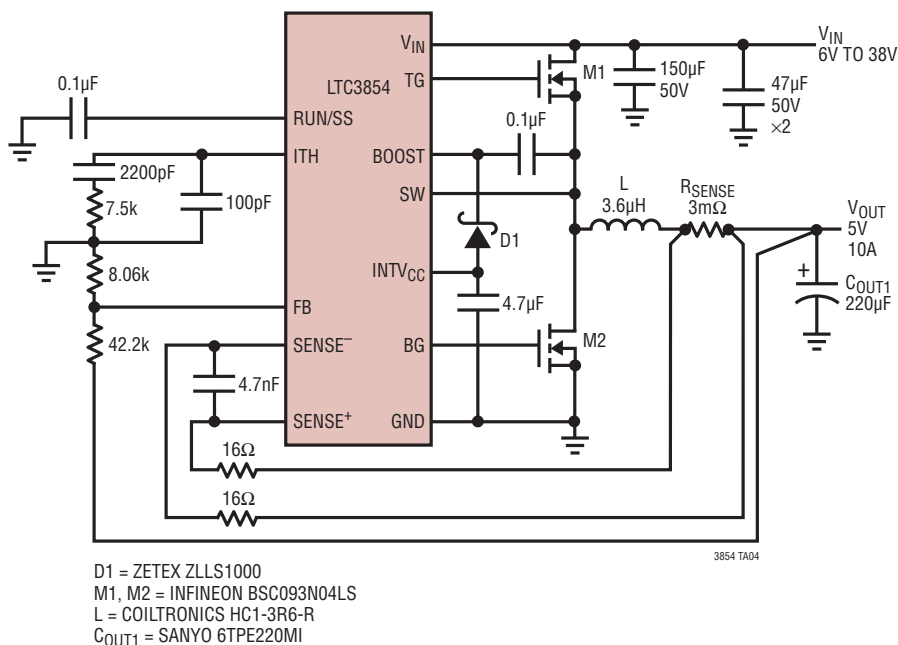 V_IN
6V TO 38V
V_IN
TG
M1
150µF
50V
47µF
50V
×2
LTC3854
0.1µF
RUN/SS
0.1µF
ITH
BOOST
2200pF
100pF
7.5k
SW
L
3.6µH
R_SENSE
3mΩ
V_OUT
5V
10A
D1
8.06k
INTV_CC
4.7µF
+
C_OUT1
220µF
FB
42.2k
SENSE–
BG
M2
4.7nF
SENSE+
GND
16Ω
16Ω
3854 TA04
D1 = ZETEX ZLLS1000
M1, M2 = INFINEON BSC093N04LS
L = COILTRONICS HC1-3R6-R
C_OUT1 = SANYO 6TPE220MI